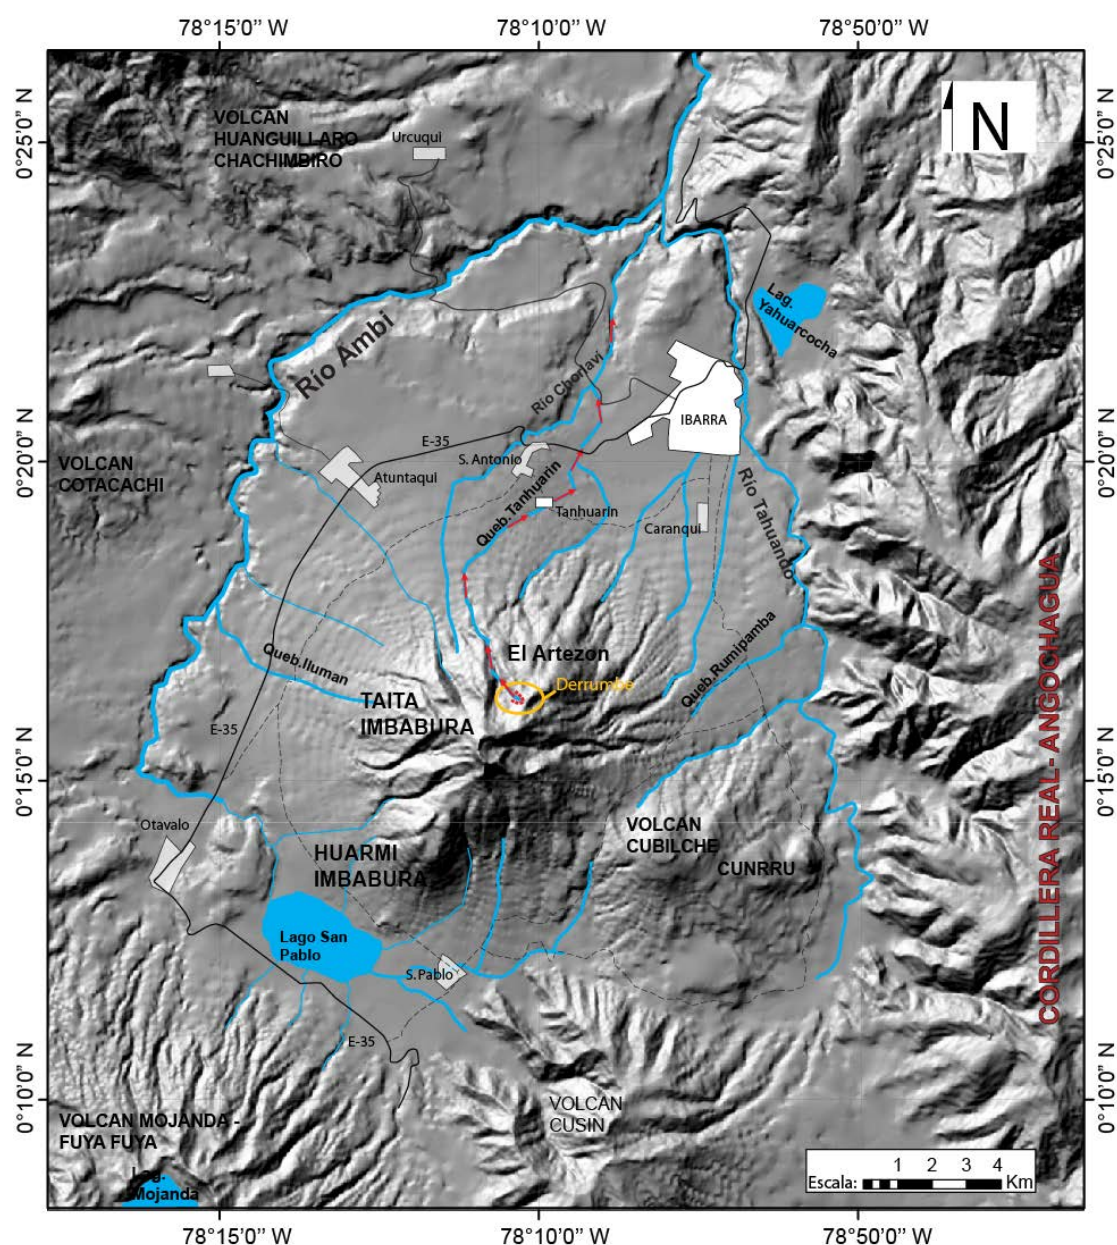 78°15'0'' W
78°10'0'' W
78°50'0'' W
0°25'0'' N
0°25'0'' N
VOLCAN
HUANGUILLARO
CHACHIMBIRO
Urcuqui
N
Lag.
Yahuarcocha
Río Ambi
Rio Chorlavi
IBARRA
0°20'0'' N
0°20'0'' N
VOLCAN
COTACACHI
E-35
Atuntaqui
S. Antonio
Queb.Tanhuarin
Tanhuarín
Caranqui
Rio Tahuando
CORDILLERA REAL- ANGOCHAGUA
Queb.Iluman
El Artezon
Derrumbe
Queb.Rumipamba
TAITA
IMBABURA
E-35
0°15'0'' N
0°15'0'' N
Otavalo
HUARMI
IMBABURA
VOLCAN
CUBILCHE
CUNRRU
Lago San
Pablo
S. Pablo
E-35
0°10'0'' N
0°10'0'' N
VOLCAN MOJANDA -
FUYA FUYA
VOLCAN
CUSIN
Lag.
Mojanda
1 2 3 4
Escala: Km
78°15'0'' W
78°10'0'' W
78°50'0'' W